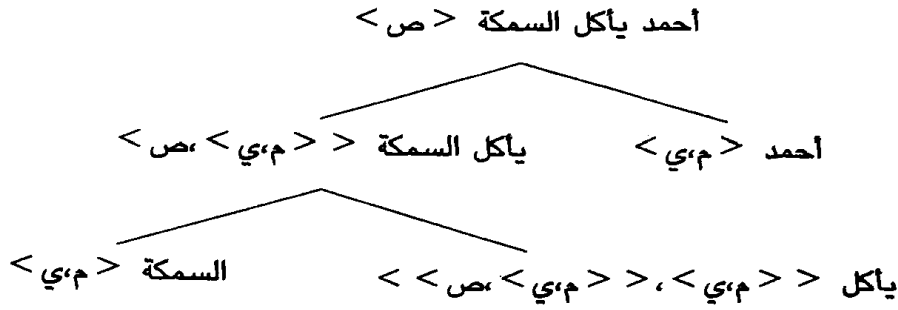 أحمد يأكل السمكة < ص >
أحمد < م،ي >
يأكل السمكة < < م،ي >،ص >
يأكل < < م،ي >، < < م،ي >،ص > >
السمكة < م،ي >